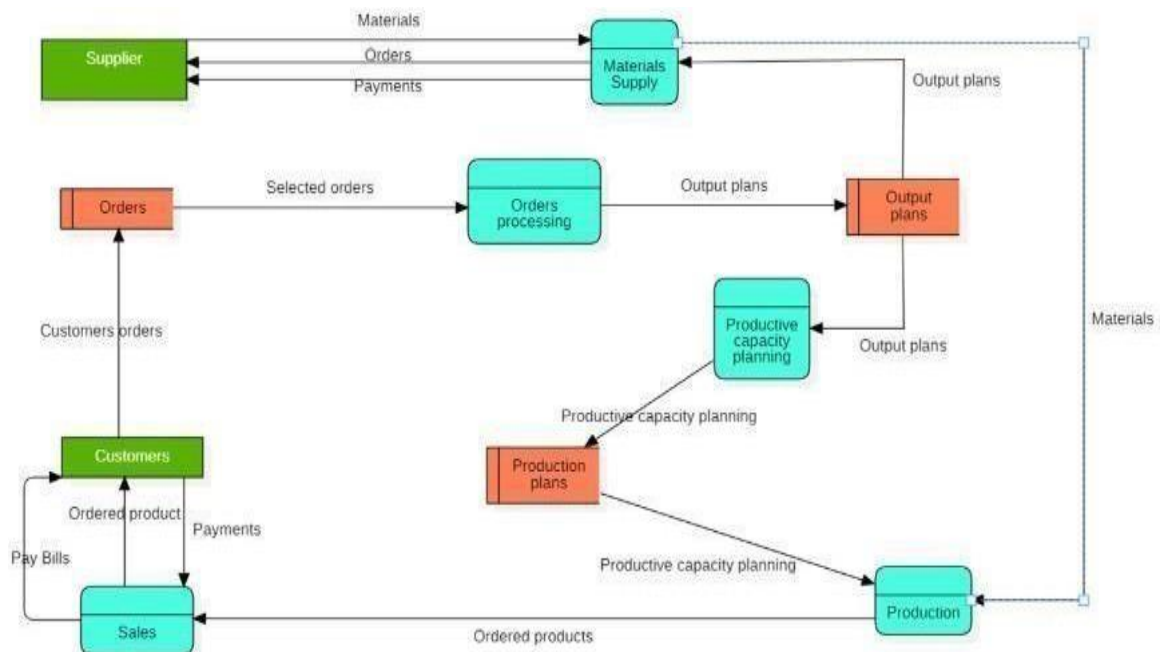 Materials
Supplier
Orders
Materials
Supply
Payments
Output plans
Selected orders
Output plans
Orders
Orders
processing
Output
plans
Customers orders
Productive
capacity
planning
Output plans
Materials
Productive capacity planning
Customers
Production
plans
Ordered product
Payments
Pay Bills
Productive capacity planning
Production
Sales
Ordered products